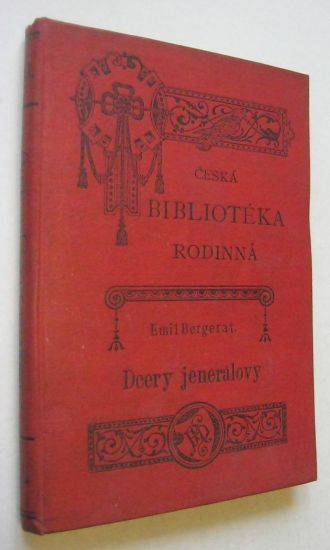 ČESKÁ
BIBLIOTÉKA
RODINNÁ
Emil Bergerat.
Dcery jenerálovy